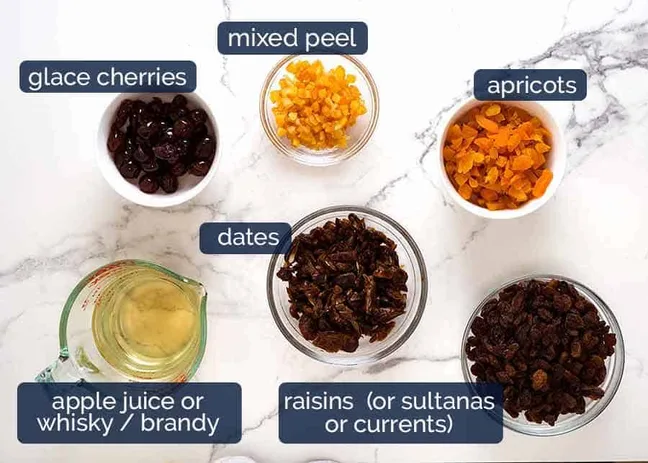 mixed peel
glace cherries
apricots
dates
apple juice or
whisky / brandy
raisins (or sultanas
or currents)